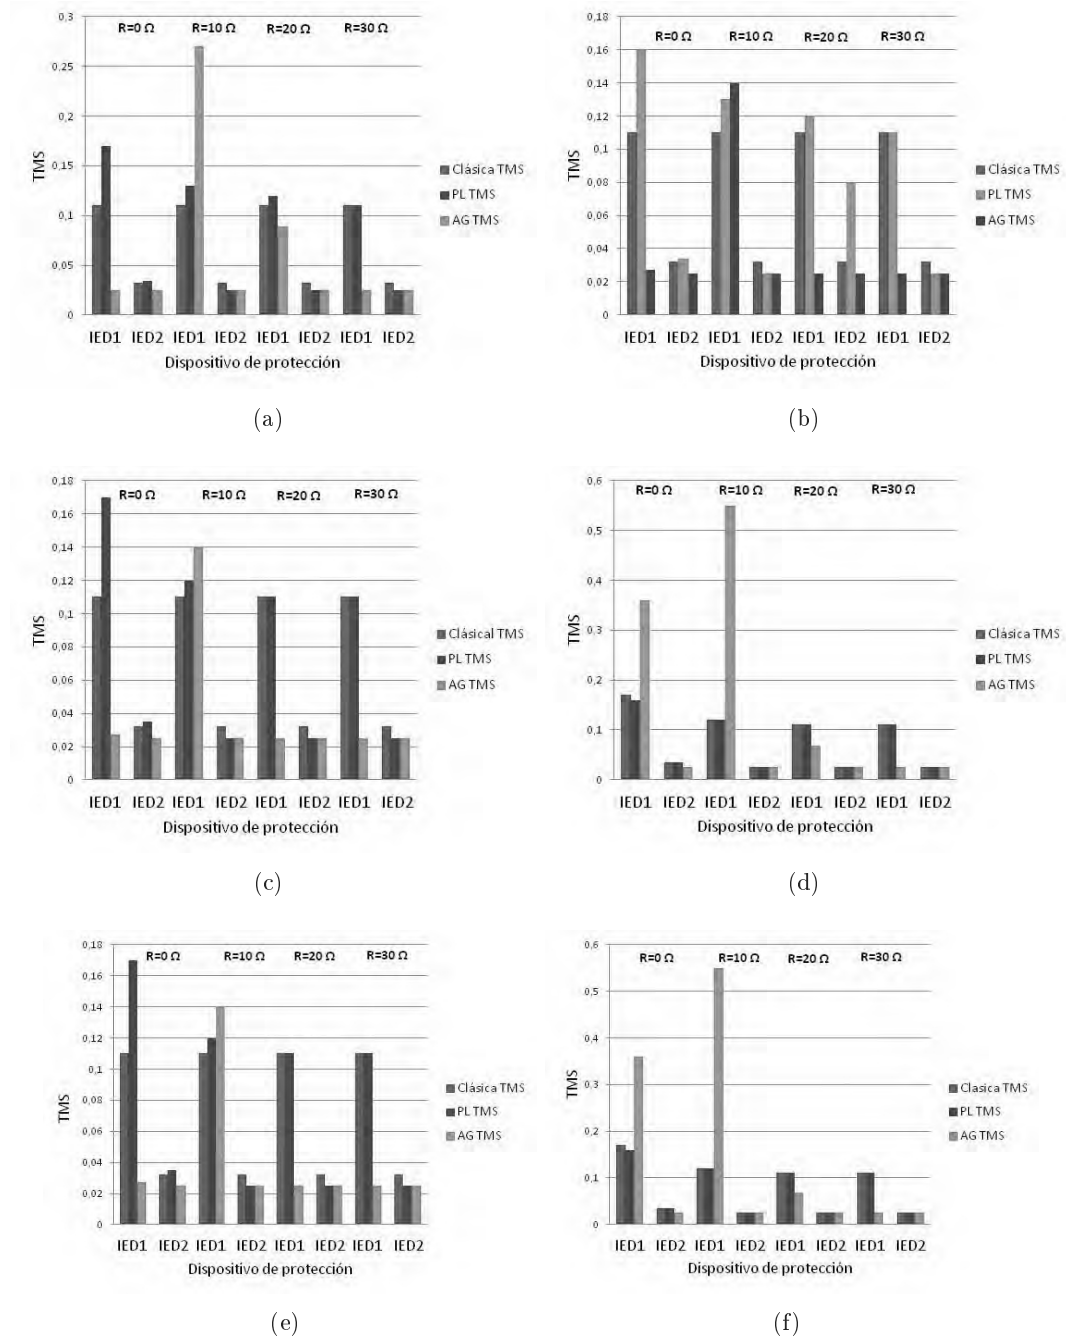 0,3
R=0 Ω R=10 Ω R=20 Ω R=30 Ω
0,25
0,2
0,15
0,1
0,05
0
TMS
Clásica TMS
PL TMS
AG TMS
IED1 IED2 IED1 IED2 IED1 IED2 IED1 IED2
Dispositivo de protección
(a)
0,18
R=0 Ω R=10 Ω R=20 Ω R=30 Ω
0,16
0,14
0,12
0,1
0,08
0,06
0,04
0,02
0
TMS
Clásica TMS
PL TMS
AG TMS
IED1 IED2 IED1 IED2 IED1 IED2 IED1 IED2
Dispositivo de protección
(b)
0,18
R=0 Ω R=10 Ω R=20 Ω R=30 Ω
0,16
0,14
0,12
0,1
0,08
0,06
0,04
0,02
0
TMS
Clásical TMS
PL TMS
AG TMS
IED1 IED2 IED1 IED2 IED1 IED2 IED1 IED2
Dispositivo de protección
(c)
0,6
R=0 Ω R=10 Ω R=20 Ω R=30 Ω
0,5
0,4
0,3
0,2
0,1
0
TMS
Clásica TMS
PL TMS
AG TMS
IED1 IED2 IED1 IED2 IED1 IED2 IED1 IED2
Dispositivo de protección
(d)
0,18
R=0 Ω R=10 Ω R=20 Ω R=30 Ω
0,16
0,14
0,12
0,1
0,08
0,06
0,04
0,02
0
TMS
Clásica TMS
PL TMS
AG TMS
IED1 IED2 IED1 IED2 IED1 IED2 IED1 IED2
Dispositivo de protección
(e)
0,6
R=0 Ω R=10 Ω R=20 Ω R=30 Ω
0,5
0,4
0,3
0,2
0,1
0
TMS
Clasica TMS
PL TMS
AG TMS
IED1 IED2 IED1 IED2 IED1 IED2 IED1 IED2
Dispositivo de protección
(f)